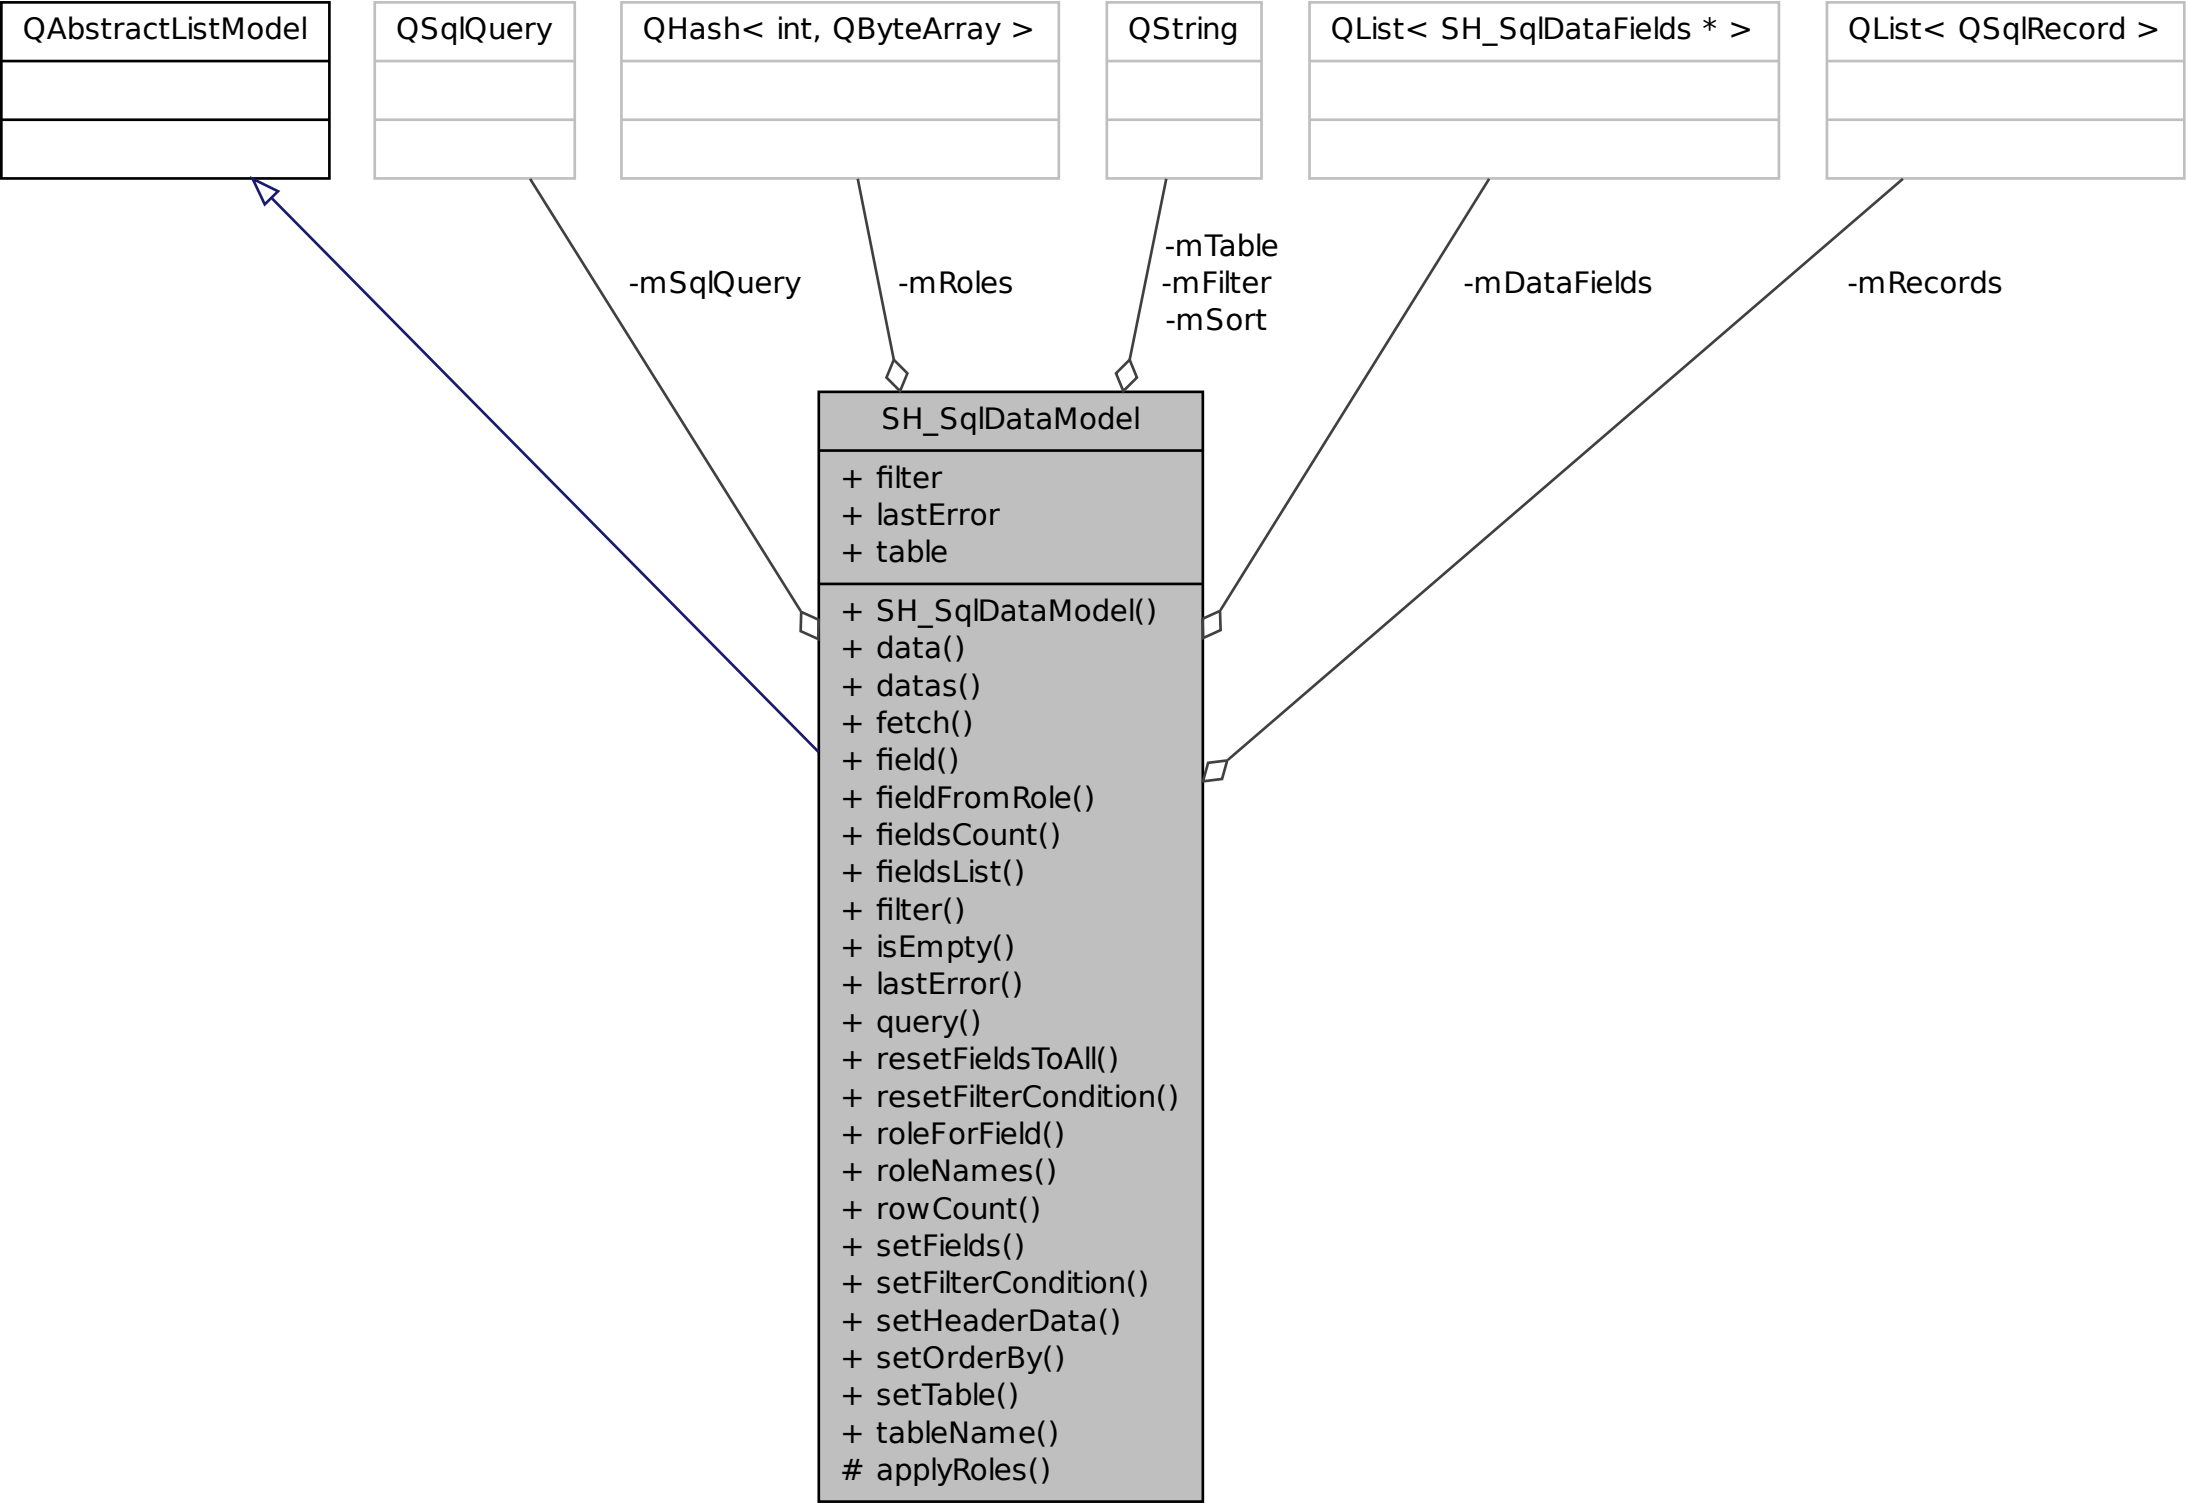 QAbstractListModel
QSqlQuery
QHash< int, QByteArray >
QString
QList< SH_SqlDataFields * >
QList< QSqlRecord >
-mSqlQuery
-mRoles
-mTable
-mFilter
-mSort
-mDataFields
-mRecords
SH_SqlDataModel
+ filter
+ lastError
+ table
+ SH_SqlDataModel()
+ data()
+ datas()
+ fetch()
+ field()
+ fieldFromRole()
+ fieldsCount()
+ fieldsList()
+ filter()
+ isEmpty()
+ lastError()
+ query()
+ resetFieldsToAll()
+ resetFilterCondition()
+ roleForField()
+ roleNames()
+ rowCount()
+ setFields()
+ setFilterCondition()
+ setHeaderData()
+ setOrderBy()
+ setTable()
+ tableName()
# applyRoles()